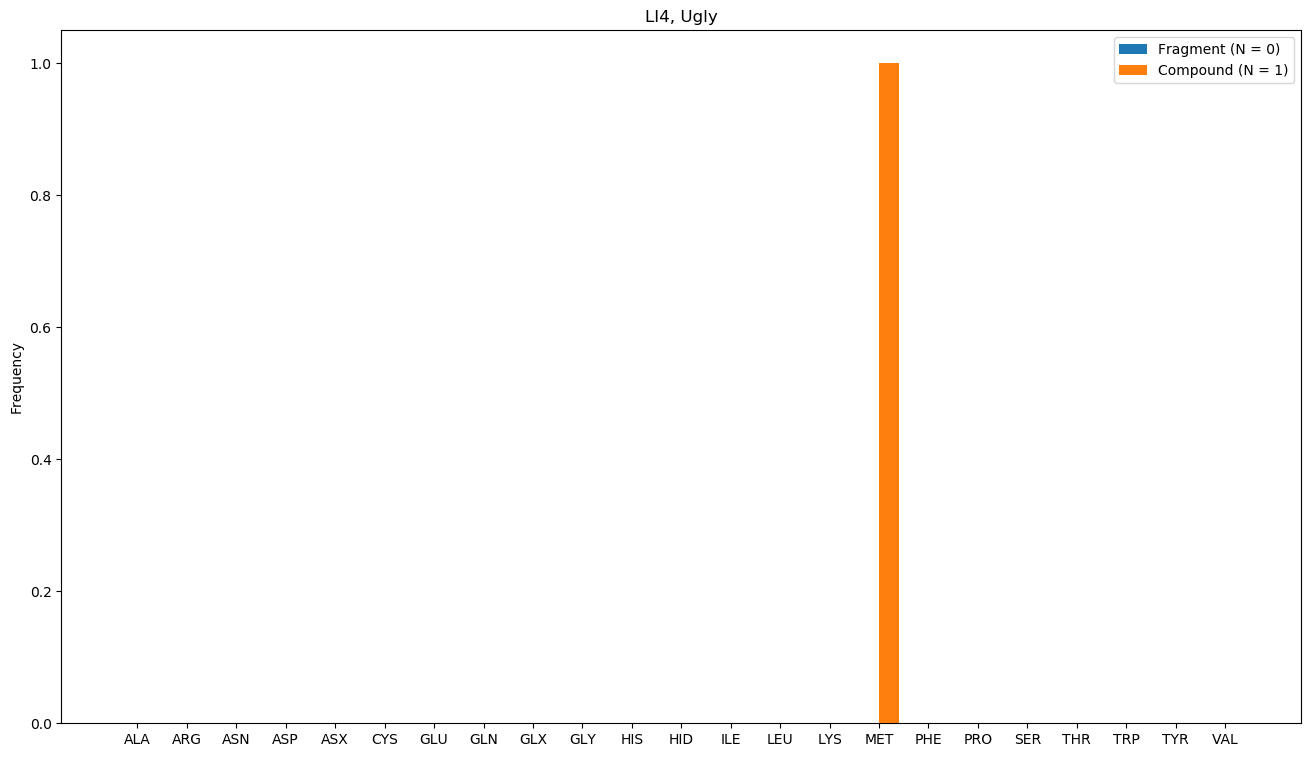 LI4, Ugly
Fragment (N = 0)
Compound (N = 1)
1.0
0.8
0.6
0.4
0.2
0.0
Frequency
ALA ARG ASN ASP ASX CYS GLU GLN GLX GLY HIS HID ILE LEU LYS MET PHE PRO SER THR TRP TYR VAL